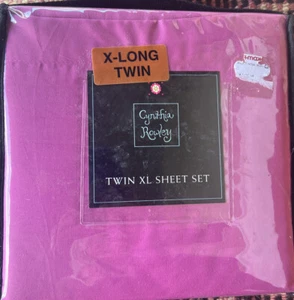 X-LONG
TWIN
Cynthia
Rowley
TWIN XL SHEET SET